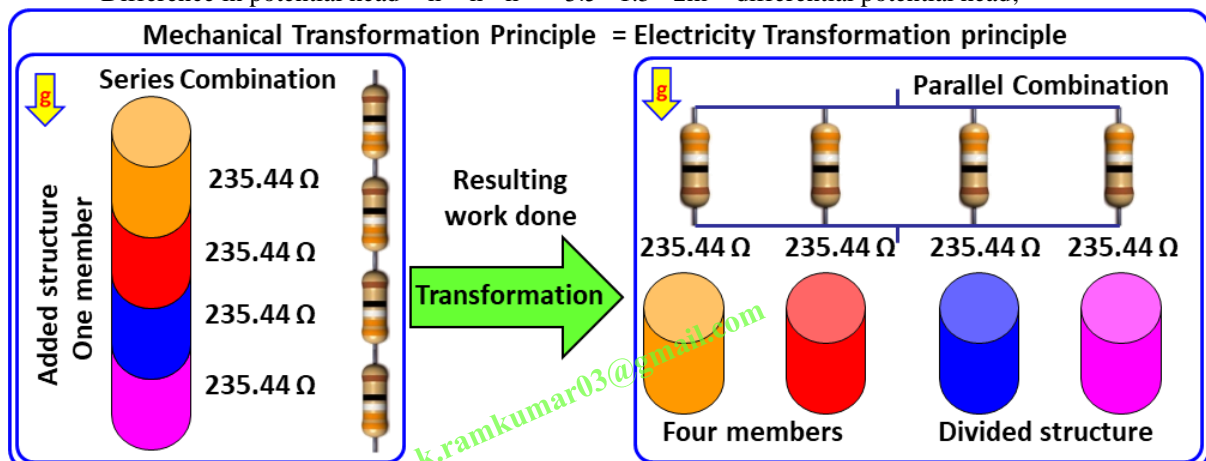 Mechanical Transformation Principle = Electricity Transformation principle
g
Series Combination
Added structure
One member
235.44 Ω
235.44 Ω
235.44 Ω
235.44 Ω
Resulting
work done
Transformation
g
Parallel Combination
235.44 Ω
235.44 Ω
235.44 Ω
235.44 Ω
Four members
Divided structure
k.ramkumar03@gmail.com